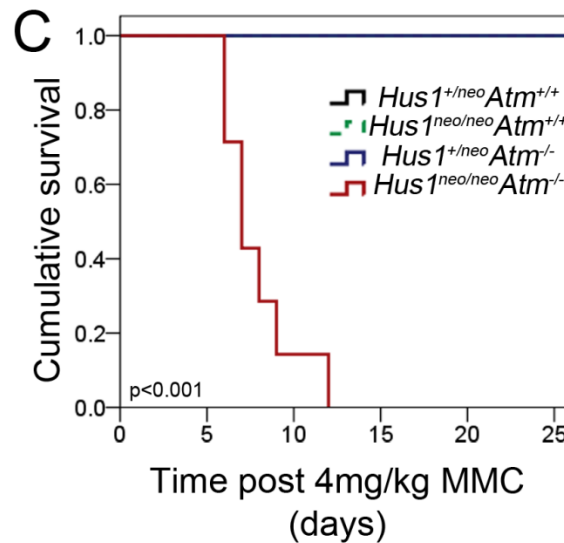 C
Cumulative survival
1.0
0.8
0.6
0.4
0.2
0.0
Hus1+/neoAtm+/+
Hus1neo/neoAtm+/+
Hus1+/neoAtm-/-
Hus1neo/neoAtm-/-
p<0.001
0 5 10 15 20 25
Time post 4mg/kg MMC
(days)